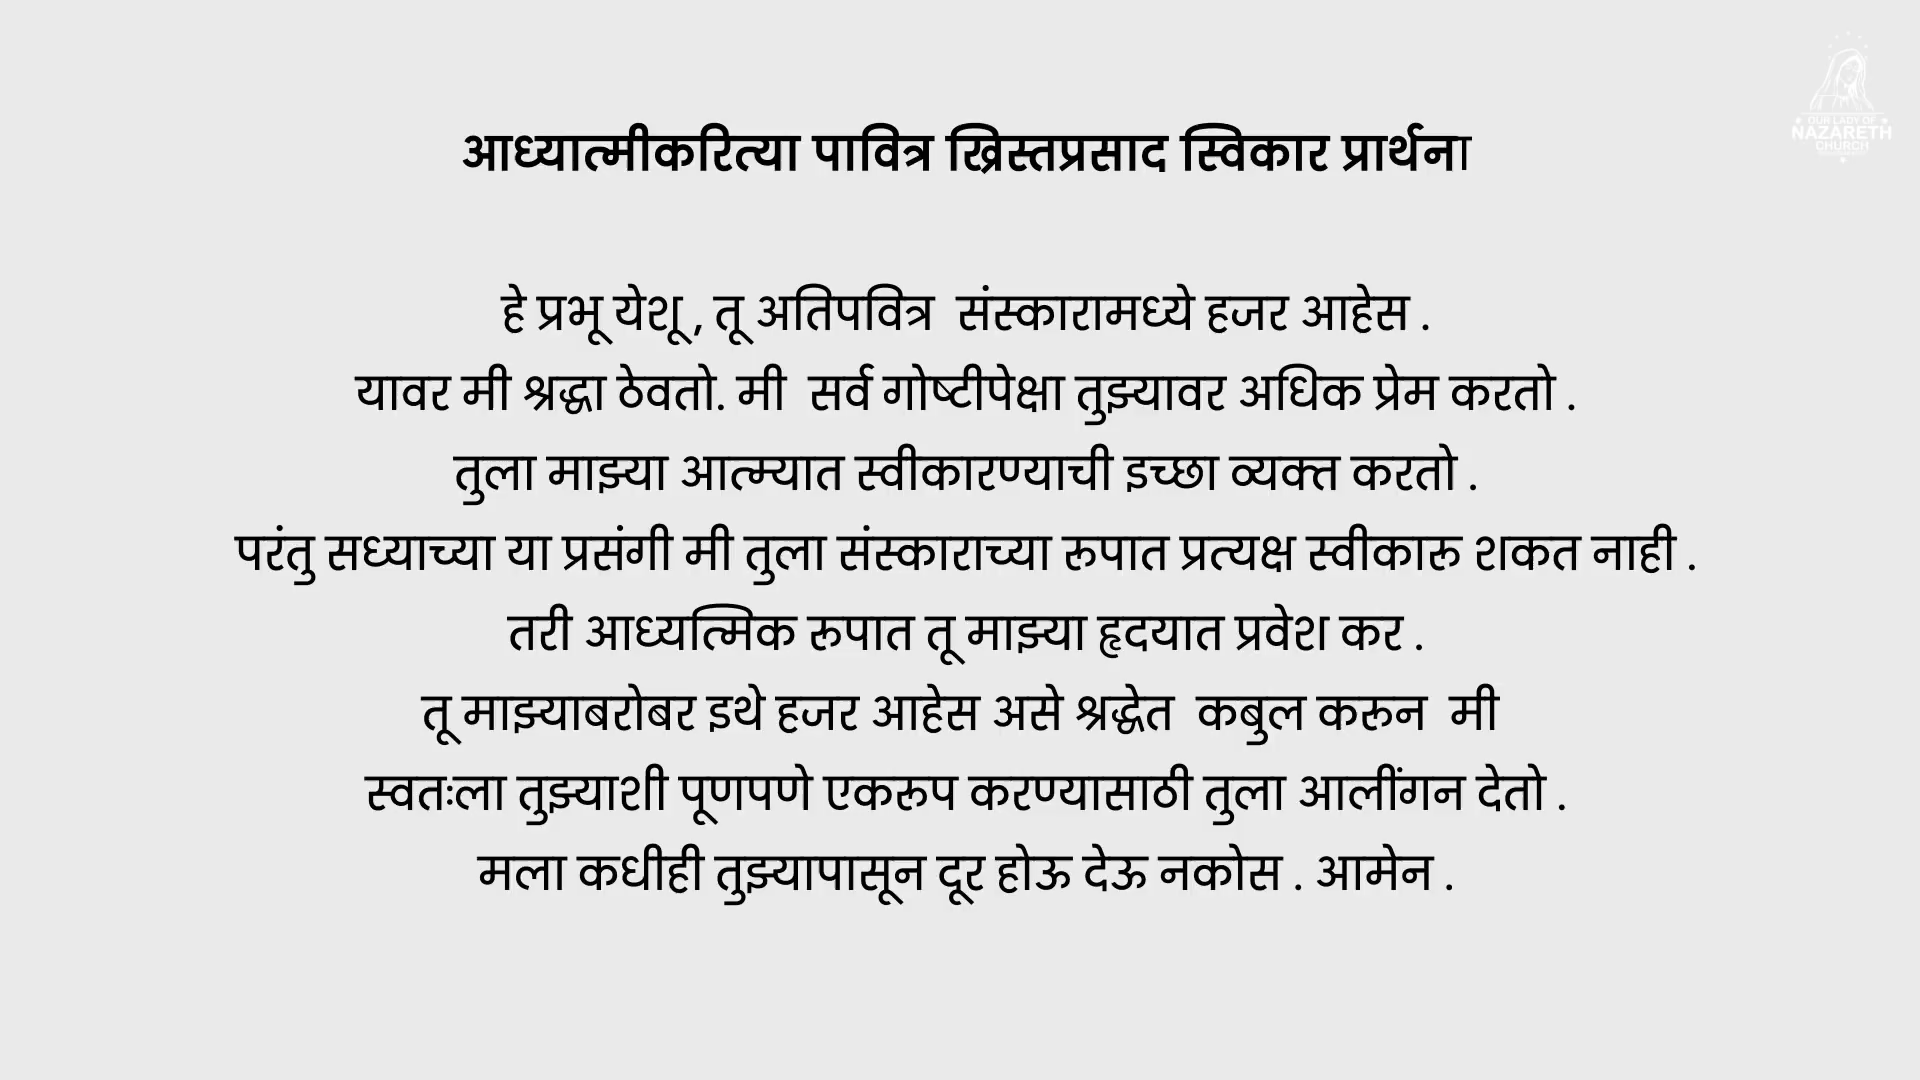 OUR LADY OF
NAZARETH
CHURCH
आध्यात्मीकरित्या पावित्र ख्रिस्तप्रसाद स्विकार प्रार्थना
हे प्रभू येशू , तू अतिपवित्र संस्कारामध्ये हजर आहेस .
यावर मी श्रद्धा ठेवतो. मी सर्व गोष्टीपेक्षा तुझ्यावर अधिक प्रेम करतो .
तुला माझ्या आत्म्यात स्वीकारण्याची इच्छा व्यक्त करतो .
परंतु सध्याच्या या प्रसंगी मी तुला संस्काराच्या रुपात प्रत्यक्ष स्वीकारु शकत नाही .
तरी आध्यत्मिक रुपात तू माझ्या हृदयात प्रवेश कर .
तू माझ्याबरोबर इथे हजर आहेस असे श्रद्धेत कबुल करुन मी
स्वतःला तुझ्याशी पूणपणे एकरुप करण्यासाठी तुला आलींगन देतो .
मला कधीही तुझ्यापासून दूर होऊ देऊ नकोस . आमेन .